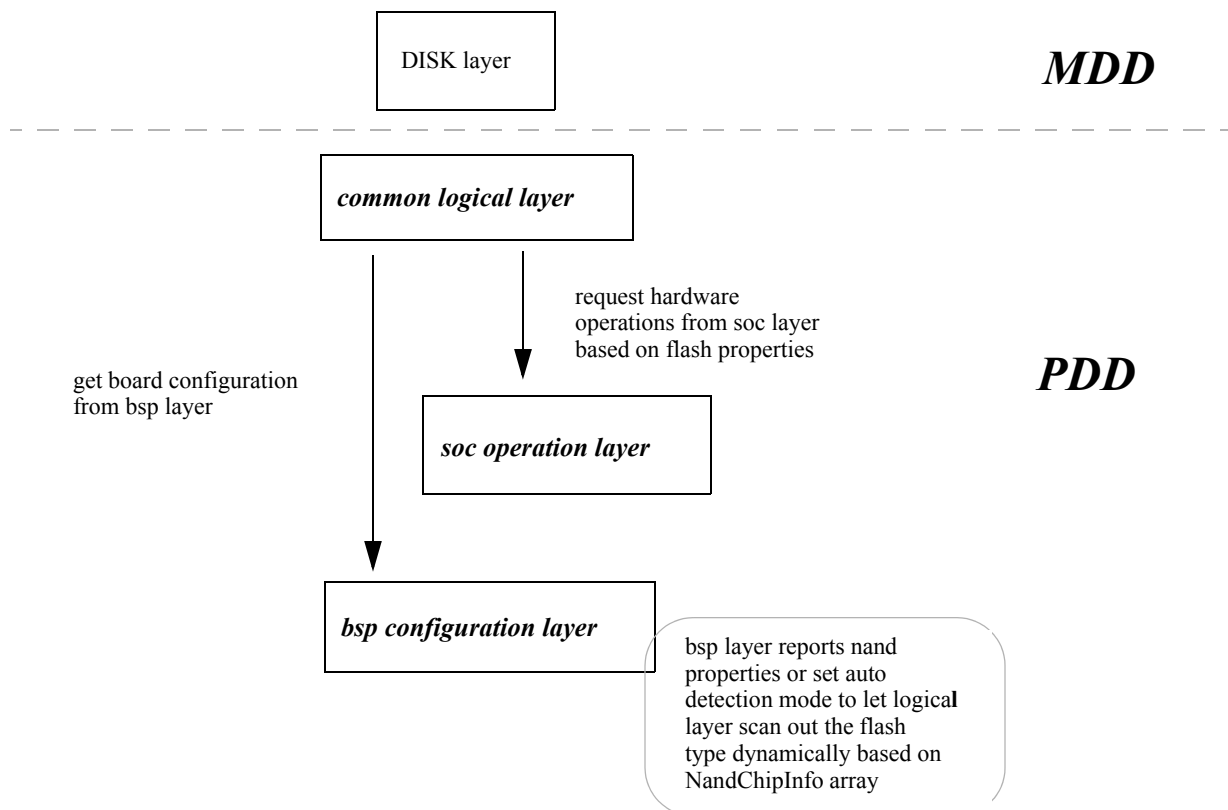 DISK layer
MDD
common logical layer
request hardware
operations from soc layer
based on flash properties
get board configuration
from bsp layer
PDD
soc operation layer
bsp configuration layer
bsp layer reports nand
properties or set auto
detection mode to let logical
layer scan out the flash
type dynamically based on
NandChipInfo array